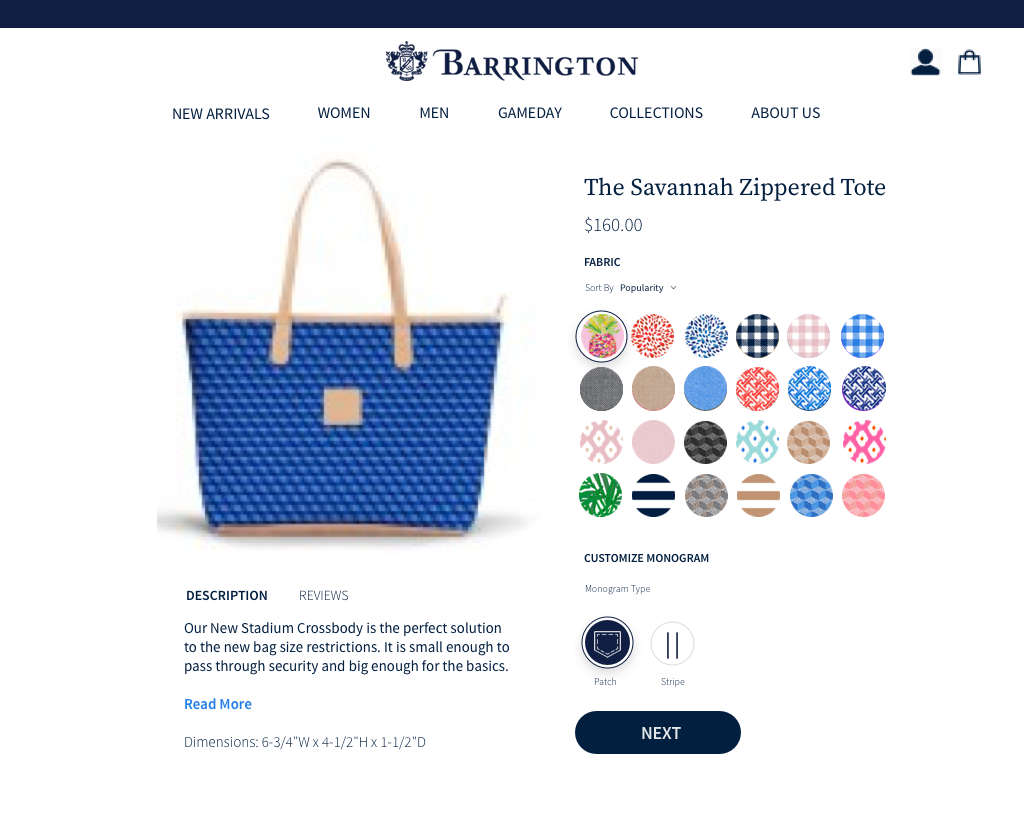 BARRINGTON
NEW ARRIVALS WOMEN MEN GAMEDAY COLLECTIONS ABOUT US
The Savannah Zippered Tote
$160.00
FABRIC
Sort By Popularity
CUSTOMIZE MONOGRAM
Monogram Type
Patch Stripe
NEXT
DESCRIPTION REVIEWS
Our New Stadium Crossbody is the perfect solution
to the new bag size restrictions. It is small enough to
pass through security and big enough for the basics.
Read More
Dimensions: 6-3/4"W x 4-1/2"H x 1-1/2"D